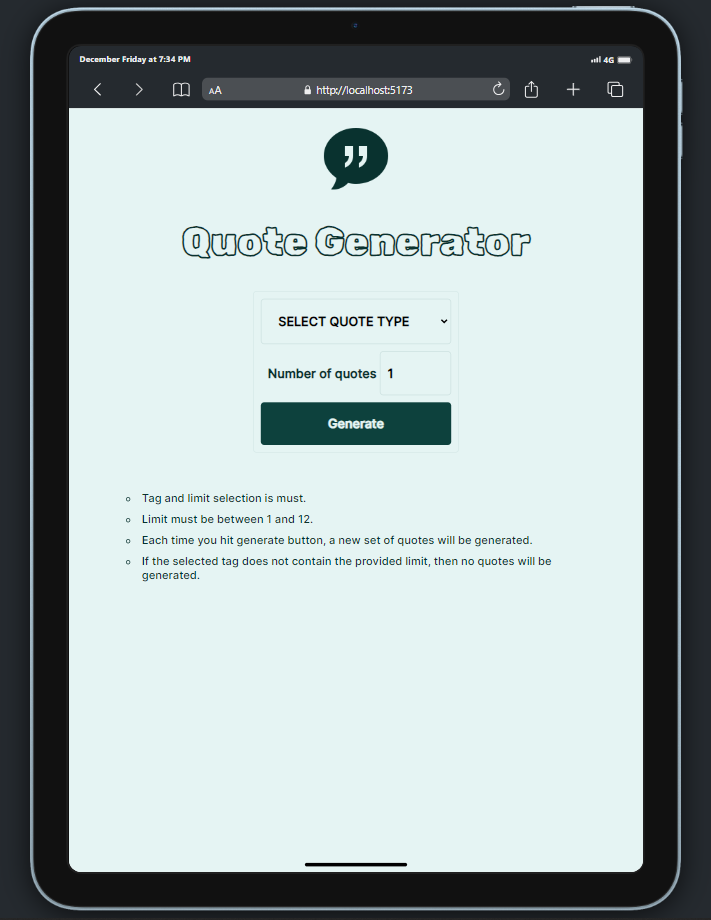 December Friday at 7:34 PM
4G
AA
http://localhost:5173
Quote Generator
SELECT QUOTE TYPE
Number of quotes 1
Generate
Tag and limit selection is must.
Limit must be between 1 and 12.
Each time you hit generate button, a new set of quotes will be generated.
If the selected tag does not contain the provided limit, then no quotes will be
generated.